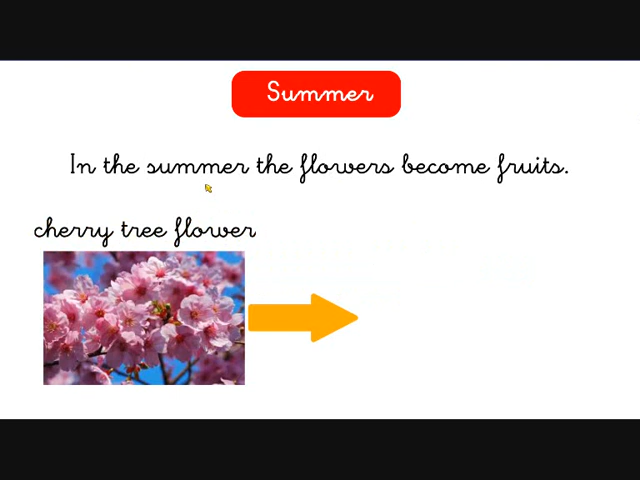 Summer
In the summer the flowers become fruits.
cherry tree flower